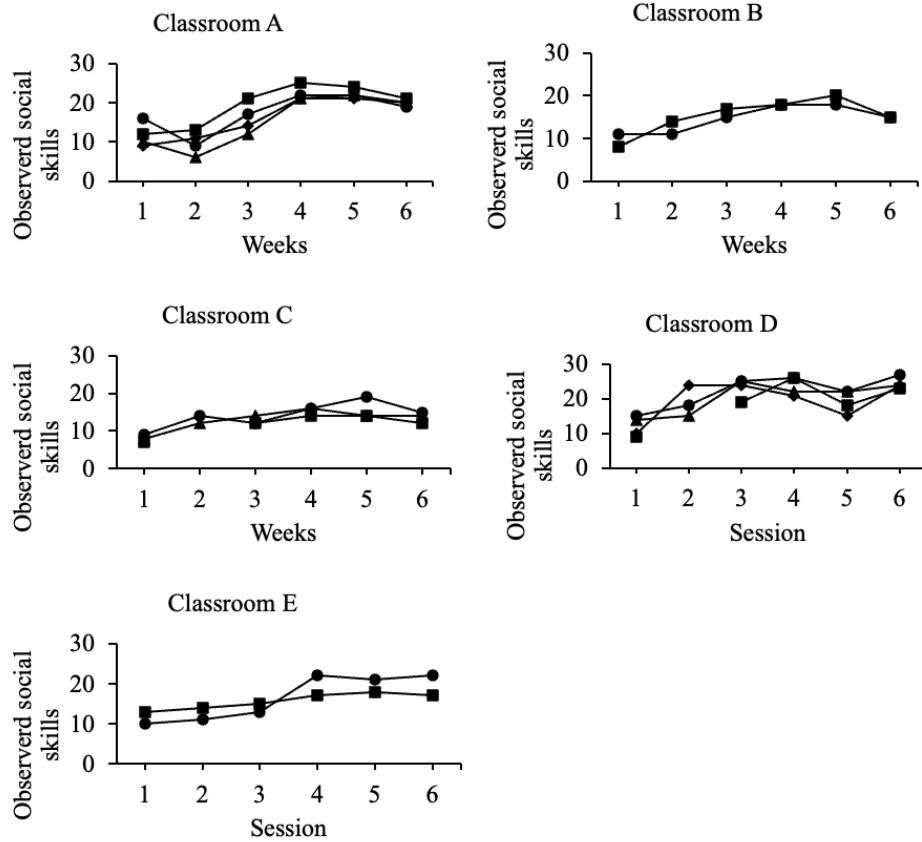 Classroom A
Observerd social
skills
30
20
10
0
1 2 3 4 5 6
Weeks
Classroom B
Observerd social
skills
30
20
10
0
1 2 3 4 5 6
Weeks
Classroom C
Observerd social
skills
30
20
10
0
1 2 3 4 5 6
Weeks
Classroom D
Observerd social
skills
30
20
10
0
1 2 3 4 5 6
Session
Classroom E
Observerd social
skills
30
20
10
0
1 2 3 4 5 6
Session